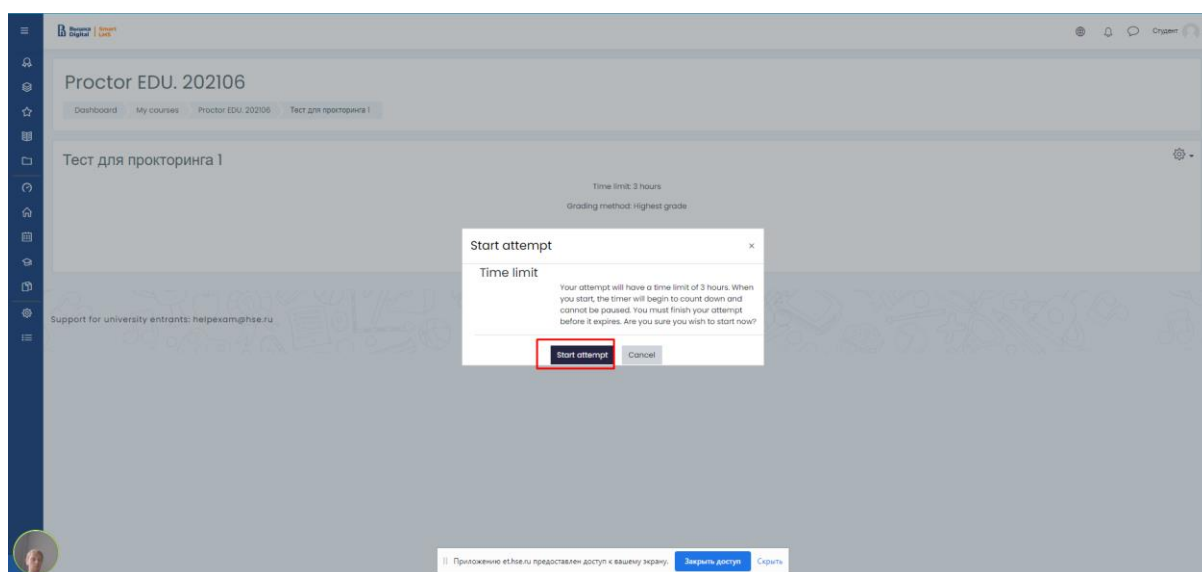 Вышка Digital | Smart LMS
Студент
Proctor EDU. 202106
Dashboard My courses Proctor EDU. 202106 Тест для прокторинга 1
Тест для прокторинга 1
Time limit: 3 hours
Grading method: Highest grade
Start attempt ×
Time limit
Your attempt will have a time limit of 3 hours. When
you start, the timer will begin to count down and
cannot be paused. You must finish your attempt
before it expires. Are you sure you wish to start now?
Start attempt Cancel
Support for university entrants: helpexam@hse.ru
Приложению et.hse.ru предоставлен доступ к вашему экрану. Закрыть доступ Скрыть